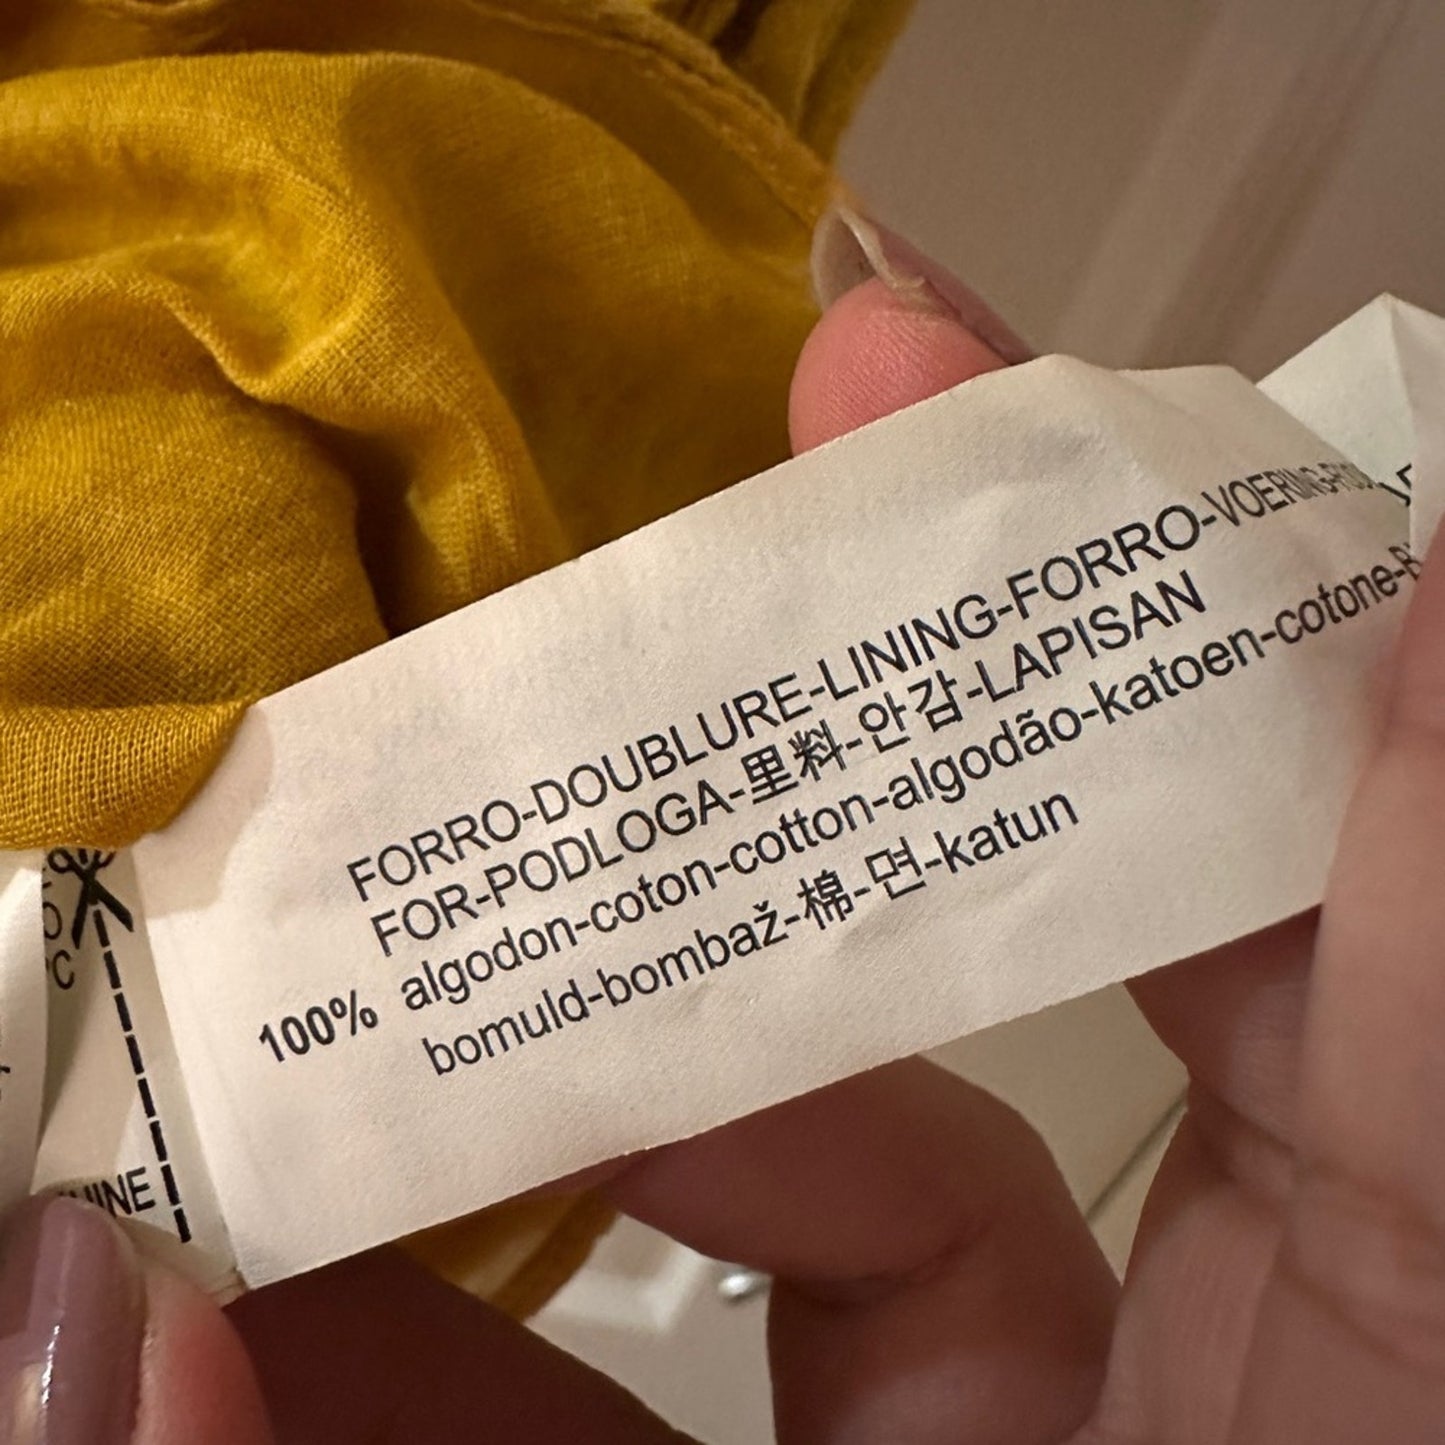 FORRO-DOUBLURE-LINING-FORRO-VOERING-
FOR-PODLOGA-里料-안감-LAPISAN
100% algodon-coton-cotton-algodão-katoen-cotone-
bomuld-bombaž-棉-면-katun